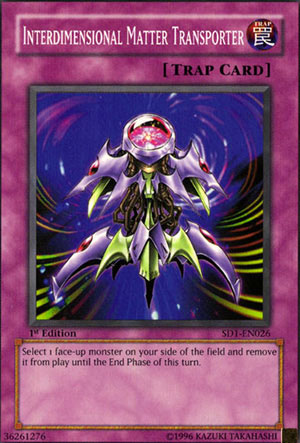 INTERDIMENSIONAL MATTER TRANSPORTER
TRAP
罠
[TRAP CARD]
1st Edition
SD1-EN026
Select 1 face-up monster on your side of the field and remove
it from play until the End Phase of this turn.
36261276
©1996 KAZUKI TAKAHASHI